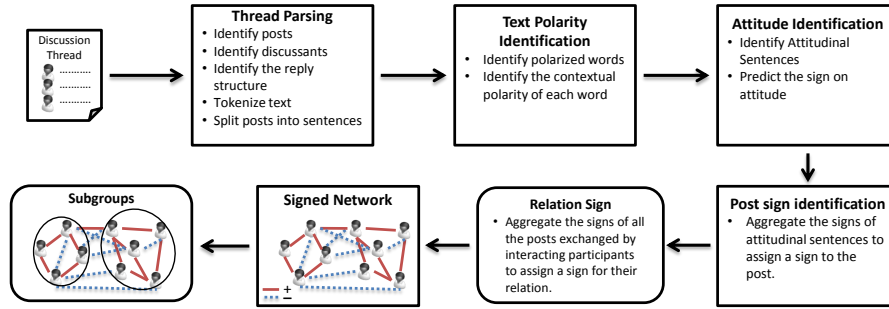 Discussion
Thread
...........
...........
...........
Thread Parsing
• Identify posts
• Identify discussants
• Identify the reply
structure
• Tokenize text
• Split posts into sentences
Text Polarity
Identification
• Identify polarized words
• Identify the contextual
polarity of each word
Attitude Identification
• Identify Attitudinal
Sentences
• Predict the sign on
attitude
Post sign identification
• Aggregate the signs of
attitudinal sentences to
assign a sign to the
post.
Relation Sign
• Aggregate the signs of all
the posts exchanged by
interacting participants
to assign a sign for their
relation.
Signed Network
+
−
Subgroups